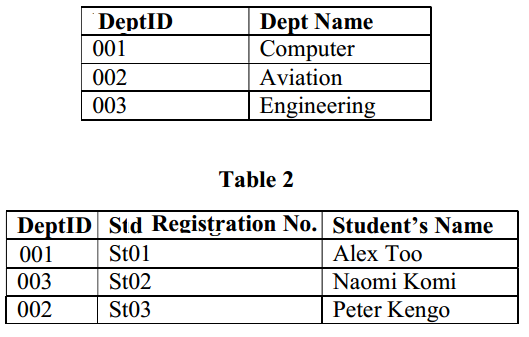 DeptID Dept Name
001 Computer
002 Aviation
003 Engineering
Table 2
DeptID Std Registration No. Student's Name
001 St01 Alex Too
003 St02 Naomi Komi
002 St03 Peter Kengo